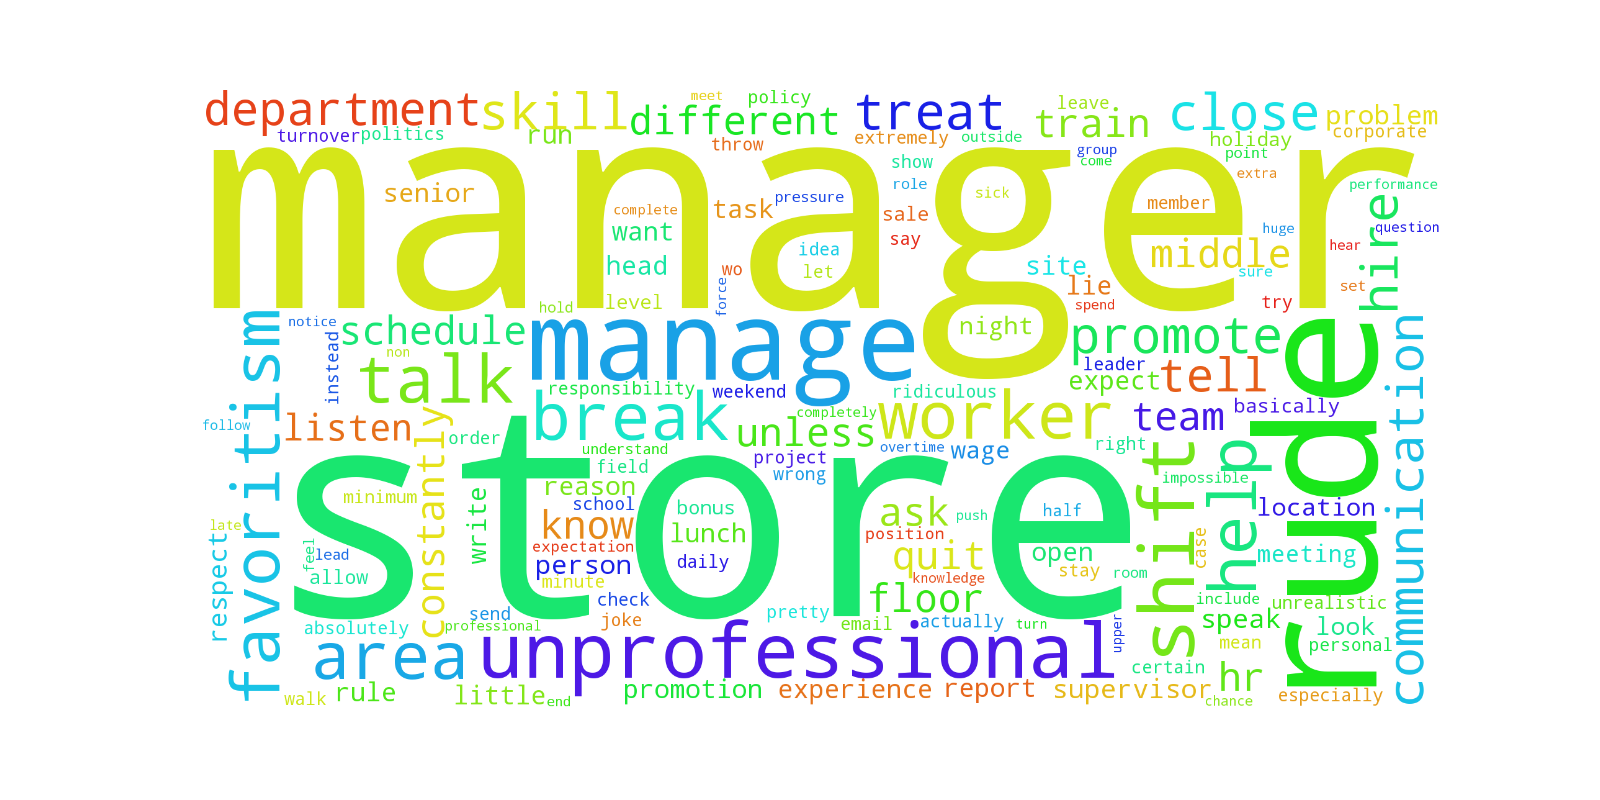 meet policy
department skill different treat leave train close problem
turnover politics run throw extremely outside holiday corporate
manager
group come point extra
show role sick performance
senior complete want task pressure sale member middle hire question
head wo idea let say site lie huge sure hear set
hold level force spend try
favoritism notice schedule manage night promote rude communication
instead non talk leader expect tell
responsibility weekend ridiculous
follow listen constantly break completely unless worker team basically
order understand project overtime wage right shift help
field wrong impossible
store
minimum write reason school bonus half location
late know lunch ask push
respect feel lead expectation daily position quit open case meeting
allow person minute knowledge stay room
send check joke pretty floor include unrealistic
absolutely professional email actually turn upper speak look
area unprofessional certain mean personal
walk rule little end promotion experience report supervisor hr chance especially